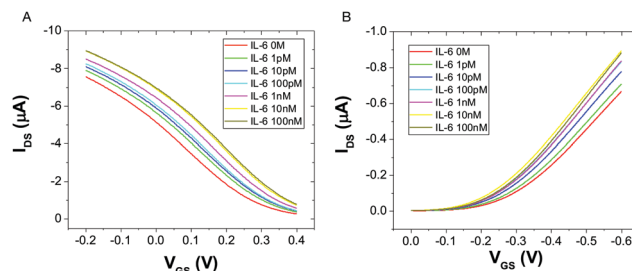 A
-10
-8
-6
-4
-2
0
I_DS (μA)
IL-6 0M
IL-6 1pM
IL-6 10pM
IL-6 100pM
IL-6 1nM
IL-6 10nM
IL-6 100nM
-0.2 -0.1 0.0 0.1 0.2 0.3 0.4
V_GS (V)
B
-1.0
-0.8
-0.6
-0.4
-0.2
0.0
I_DS (μA)
IL-6 0M
IL-6 1pM
IL-6 10pM
IL-6 100pM
IL-6 1nM
IL-6 10nM
IL-6 100nM
0.0 -0.1 -0.2 -0.3 -0.4 -0.5 -0.6
V_GS (V)